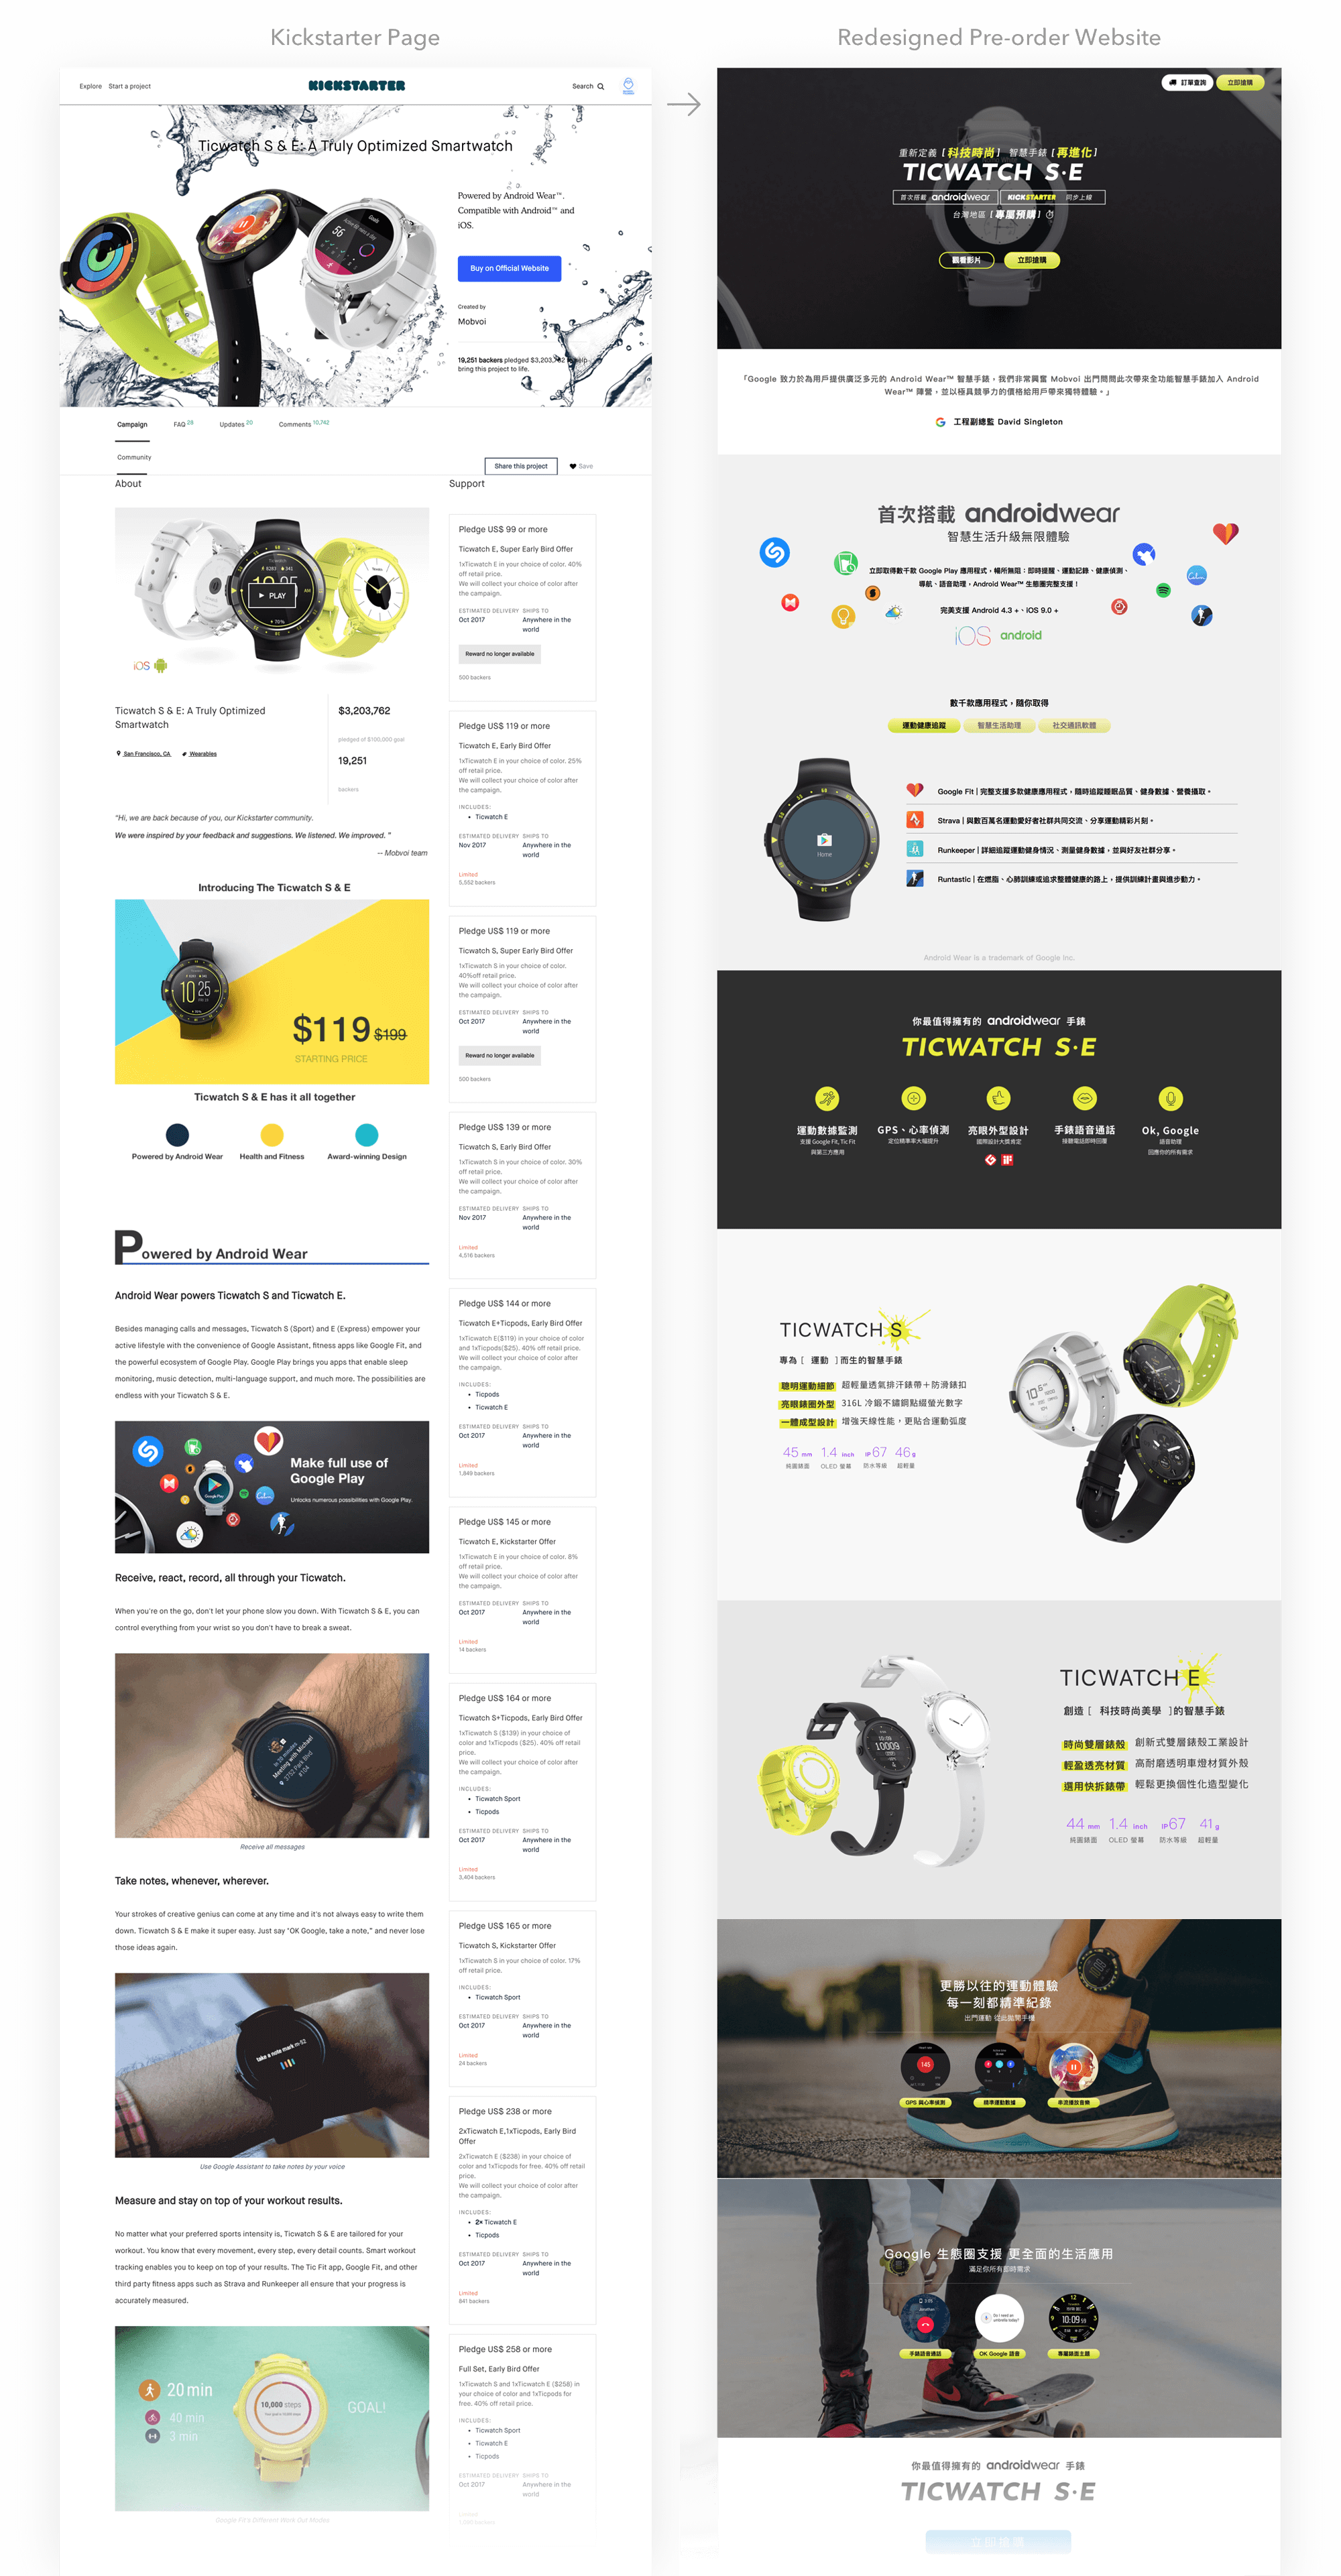 Kickstarter Page
Redesigned Pre-order Website
Explore Start a project
KICKSTARTER
Search
Ticwatch S & E: A Truly Optimized Smartwatch
Powered by Android Wear™.
Compatible with Android™ and
iOS.
Buy on Official Website
Created by
Mobvoi
19,251 backers pledged
bring this project to life.
Campaign FAQ 28 Updates 20 Comments 10,742
Community
Share this project Save
About
PLAY
iOS
Ticwatch S & E: A Truly Optimized
Smartwatch
San Francisco, CA Wearables
$3,203,762
pledged of $100,000 goal
19,251
backers
“Hi, we are back because of you, our Kickstarter community.
We were inspired by your feedback and suggestions. We listened. We improved. ”
-- Mobvoi team
Introducing The Ticwatch S & E
10 25
$119 $199
STARTING PRICE
Ticwatch S & E has it all together
Powered by Android Wear Health and Fitness Award-winning Design
Powered by Android Wear
Android Wear powers Ticwatch S and Ticwatch E.
Besides managing calls and messages, Ticwatch S (Sport) and E (Express) empower your
active lifestyle with the convenience of Google Assistant, fitness apps like Google Fit, and
the powerful ecosystem of Google Play. Google Play brings you apps that enable sleep
monitoring, music detection, multi-language support, and much more. The possibilities are
endless with your Ticwatch S & E.
Make full use of
Google Play
Unlocks numerous possibilities with Google Play.
Receive, react, record, all through your Ticwatch.
When you're on the go, don't let your phone slow you down. With Ticwatch S & E, you can
control everything from your wrist so you don't have to break a sweat.
Meeting with Michael
3753 Park Blvd
#104
Receive all messages
Take notes, whenever, wherever.
Your strokes of creative genius can come at any time and it's not always easy to write them
down. Ticwatch S & E make it super easy. Just say "OK Google, take a note," and never lose
those ideas again.
take a note mark m-52
Use Google Assistant to take notes by your voice
Measure and stay on top of your workout results.
No matter what your preferred sports intensity is, Ticwatch S & E are tailored for your
workout. You know that every movement, every step, every detail counts. Smart workout
tracking enables you to keep on top of your results. The Tic Fit app, Google Fit, and other
third party fitness apps such as Strava and Runkeeper all ensure that your progress is
accurately measured.
20 min
40 min
3 min
10,000 steps
GOAL!
Google Fit's Different Work Out Modes
Support
Pledge US$ 99 or more
Ticwatch E, Super Early Bird Offer
1xTicwatch E in your choice of color. 40%
off retail price.
We will collect your choice of color after
the campaign.
ESTIMATED DELIVERY SHIPS TO
Oct 2017 Anywhere in the
world
Reward no longer available
500 backers
Pledge US$ 119 or more
Ticwatch E, Early Bird Offer
1xTicwatch E in your choice of color. 25%
off retail price.
We will collect your choice of color after
the campaign.
INCLUDES:
Ticwatch E
ESTIMATED DELIVERY SHIPS TO
Nov 2017 Anywhere in the
world
Limited
5,552 backers
Pledge US$ 119 or more
Ticwatch S, Super Early Bird Offer
1xTicwatch S in your choice of color.
40%off retail price.
We will collect your choice of color after
the campaign.
ESTIMATED DELIVERY SHIPS TO
Oct 2017 Anywhere in the
world
Reward no longer available
500 backers
Pledge US$ 139 or more
Ticwatch S, Early Bird Offer
1xTicwatch S in your choice of color. 30%
off retail price.
We will collect your choice of color after
the campaign.
ESTIMATED DELIVERY SHIPS TO
Nov 2017 Anywhere in the
world
Limited
4,516 backers
Pledge US$ 144 or more
Ticwatch E+Ticpods, Early Bird Offer
1xTicwatch E($119) in your choice of color
and 1xTicpods($25). 40% off retail price.
We will collect your choice of color after
the campaign.
INCLUDES:
Ticpods
Ticwatch E
ESTIMATED DELIVERY SHIPS TO
Oct 2017 Anywhere in the
world
Limited
1,849 backers
Pledge US$ 145 or more
Ticwatch E, Kickstarter Offer
1xTicwatch E in your choice of color. 8%
off retail price.
We will collect your choice of color after
the campaign.
ESTIMATED DELIVERY SHIPS TO
Oct 2017 Anywhere in the
world
Limited
14 backers
Pledge US$ 164 or more
Ticwatch S+Ticpods, Early Bird Offer
1xTicwatch S ($139) in your choice of
color and 1xTicpods ($25). 40% off retail
price.
We will collect your choice of color after
the campaign.
INCLUDES:
Ticwatch Sport
Ticpods
ESTIMATED DELIVERY SHIPS TO
Oct 2017 Anywhere in the
world
Limited
3,404 backers
Pledge US$ 165 or more
Ticwatch S, Kickstarter Offer
1xTicwatch S in your choice of color. 17%
off retail price.
INCLUDES:
Ticwatch Sport
ESTIMATED DELIVERY SHIPS TO
Oct 2017 Anywhere in the
world
Limited
24 backers
Pledge US$ 238 or more
2xTicwatch E,1xTicpods, Early Bird
Offer
2xTicwatch E ($238) in your choice of
color and 1xTicpods for free. 40% off retail
price.
We will collect your choice of color after
the campaign.
INCLUDES:
2× Ticwatch E
Ticpods
ESTIMATED DELIVERY SHIPS TO
Oct 2017 Anywhere in the
world
Limited
841 backers
Pledge US$ 258 or more
Full Set, Early Bird Offer
1xTicwatch S and 1xTicwatch E ($258) in
your choice of color and 1xTicpods for
free. 40% off retail price.
INCLUDES:
Ticwatch Sport
Ticwatch E
Ticpods
ESTIMATED DELIVERY SHIPS TO
Oct 2017 Anywhere in the
world
訂單查詢 立即搶購
重新定義 [ 科技時尚 ] 智慧手錶 [ 再進化 ]
TICWATCH S·E
首次搭載 androidwear KICKSTARTER 同步上線
台灣地區 [ 專屬預購 ]
觀看影片 立即搶購
「Google 致力於為用戶提供廣泛多元的 Android Wear™ 智慧手錶，我們非常興奮 Mobvoi 出門問問此次帶來全功能智慧手錶加入 Android
Wear™ 陣營，並以極具競爭力的價格給用戶帶來獨特體驗。」
工程副總監 David Singleton
首次搭載 androidwear
智慧生活升級無限體驗
立即取得數千款 Google Play 應用程式，暢所無阻：即時提醒、運動記錄、健康偵測、
導航、語音助理，Android Wear™ 生態圈完整支援！
完美支援 Android 4.3 +、iOS 9.0 +
iOS android
數千款應用程式，隨你取得
運動健康追蹤 智慧生活助理 社交通訊軟體
Home
Google Fit | 完整支援多款健康應用程式，隨時追蹤睡眠品質、健身數據、營養攝取。
Strava | 與數百萬名運動愛好者社群共同交流、分享運動精彩片刻。
Runkeeper | 詳細追蹤運動健身情況、測量健身數據，並與好友社群分享。
Runtastic | 在燃脂、心肺訓練或追求整體健康的路上，提供訓練計畫與進步動力。
Android Wear is a trademark of Google Inc.
你最值得擁有的 androidwear 手錶
TICWATCH S·E
運動數據監測 GPS、心率偵測 亮眼外型設計 手錶語音通話 Ok, Google
支援 Google Fit, Tic Fit 定位精準率大幅提升 國際設計大獎肯定 接聽電話即時回覆 語音助理
與第三方應用 回應你的所有需求
TICWATCH S
專為 [ 運動 ] 而生的智慧手錶
聰明運動細節 超輕量透氣排汗錶帶＋防滑錶扣
亮眼錶圈外型 316L 冷鍛不鏽鋼點綴螢光數字
一體成型設計 增強天線性能，更貼合運動弧度
45 mm 1.4 inch IP 67 46 g
純圓錶面 OLED 螢幕 防水等級 超輕量
TICWATCH E
創造 [ 科技時尚美學 ] 的智慧手錶
時尚雙層錶殼 創新式雙層錶殼工業設計
輕盈透亮材質 高耐磨透明車燈材質外殼
選用快拆錶帶 輕鬆更換個性化造型變化
44 mm 1.4 inch IP67 41 g
純圓錶面 OLED 螢幕 防水等級 超輕量
更勝以往的運動體驗
每一刻都精準紀錄
出門運動 從此拋開手機
145
GPS 與心率偵測 精準運動數據 串流播放音樂
Google 生態圈支援 更全面的生活應用
滿足你所有即時需求
10:09
手錶語音通話 OK Google 語音 專屬錶面主題
你最值得擁有的 androidwear 手錶
TICWATCH S·E
立即搶購